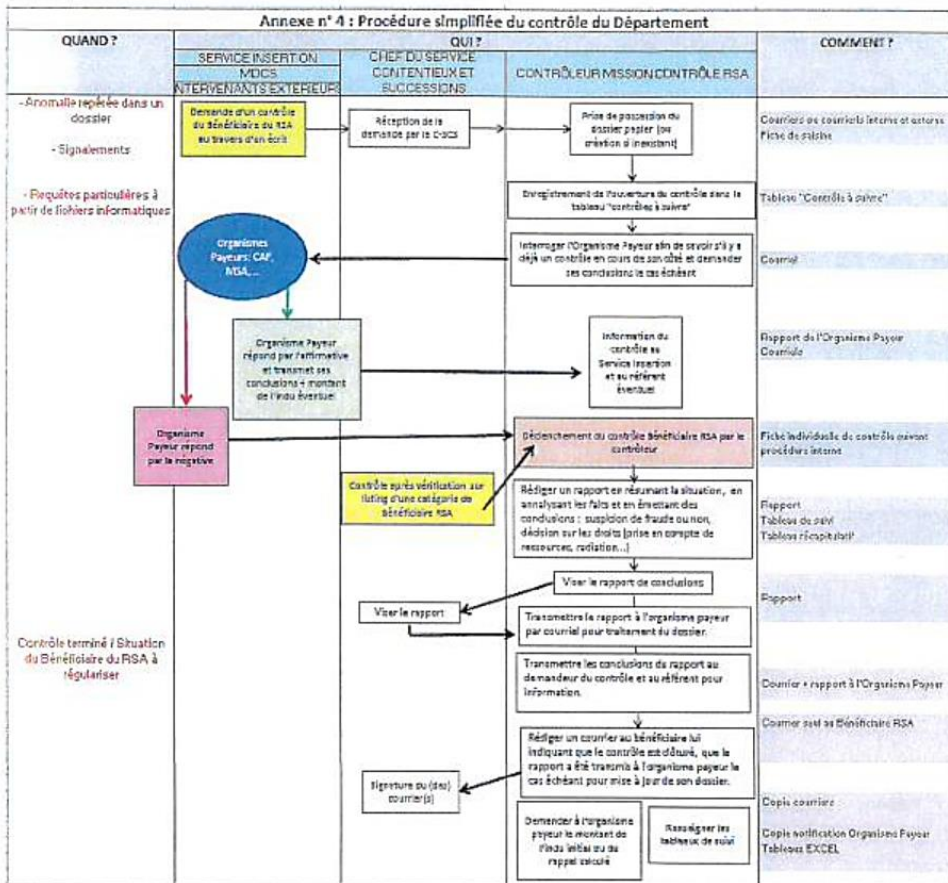 Annexe n° 4 : Procédure simplifiée du contrôle du Département
QUAND ?
QUI ?
COMMENT ?
SERVICE INSERTION
MDCS
INTERVENANTS EXTERIEURS
CHEF DU SERVICE
CONTENTIEUX ET
SUCCESSIONS
CONTRÔLEUR MISSION CONTRÔLE RSA
- Anomalie repérée dans un
dossier
- Signalements
- Requêtes particulières à
partir de fichiers informatiques
Demande d'un contrôle
du Bénéficiaire du RSA
au travers d'un écrit
Réception de la
demande par le C-SCS
Prise de possession du
dossier papier (ou
création si inexistant)
Courriers ou courriels interne et externe
Fiche de saisine
Enregistrement de l'ouverture du contrôle dans le
tableau "contrôles à suivre"
Tableau "Contrôle à suivre"
Organismes
Payeurs: CAF,
MSA, ...
Interroger l'Organisme Payeur afin de savoir s'il y a
déjà un contrôle en cours de son côté et demander
ses conclusions le cas échéant
Courriel
Organisme Payeur
répond par l'affirmative
et transmet ses
conclusions + montant
de l'indu éventuel
Information du
contrôle au
Service Insertion
et au référent
éventuel
Rapport de l'Organisme Payeur
Courriels
Organisme
Payeur répond
par la négative
Déclenchement du contrôle Bénéficiaire RSA par le
contrôleur
Fiche individuelle de contrôle suivant
procédure interne
Contrôle après vérification sur
listing d'une catégorie de
Bénéficiaire RSA
Rédiger un rapport en résumant la situation, en
annalysant les faits et en émettant des
conclusions : suspicion de fraude ou non,
décision sur les droits (prise en compte de
ressources, radiation...)
Rapport
Tableau de suivi
Tableau récapitulatif
Viser le rapport de conclusions
Rapport
Viser le rapport
Transmettre le rapport à l'organisme payeur
par courriel pour traitement du dossier.
Contrôle terminé / Situation
du Bénéficiaire du RSA à
régulariser
Transmettre les conclusions du rapport au
demandeur du contrôle et au référent pour
information.
Courrier + rapport à l'Organisme Payeur
Courrier seul au Bénéficiaire RSA
Rédiger un courrier au bénéficiaire lui
indiquant que le contrôle est clôturé, que le
rapport a été transmis à l'organisme payeur le
cas échéant pour mise à jour de son dossier.
Signature du (des)
courrier(s)
Copie courriers
Demander à l'organisme
payeur le montant de
l'indu initial ou du
rappel calculé
Renseigner les
tableaux de suivi
Copie notification Organisme Payeur
Tableaux EXCEL